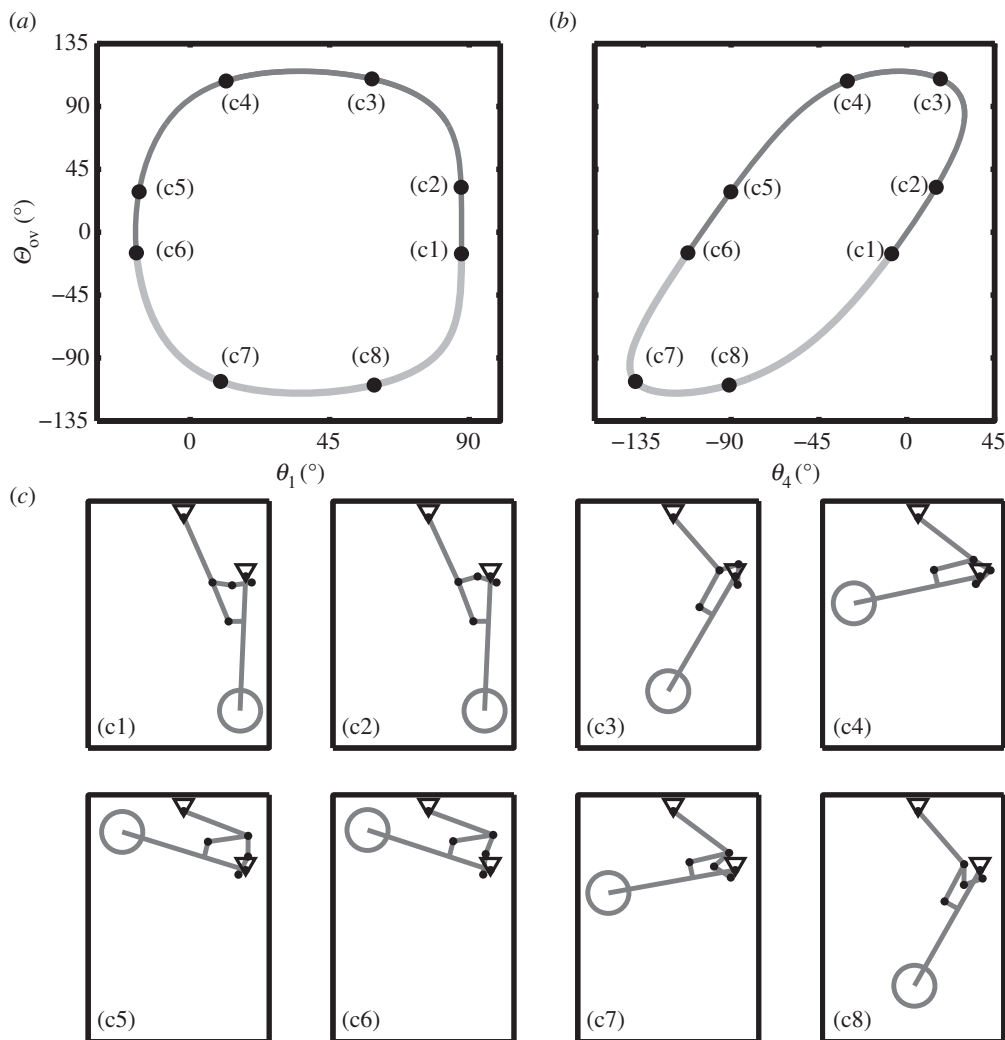 (a)
(b)
135
90
45
0
−45
−90
−135
Θov (°)
(c4)
(c3)
(c5)
(c2)
(c6)
(c1)
(c7)
(c8)
0
45
90
θ1 (°)
(c4)
(c3)
(c5)
(c2)
(c6)
(c1)
(c7)
(c8)
−135
−90
−45
0
45
θ4 (°)
(c)
(c1)
(c2)
(c3)
(c4)
(c5)
(c6)
(c7)
(c8)